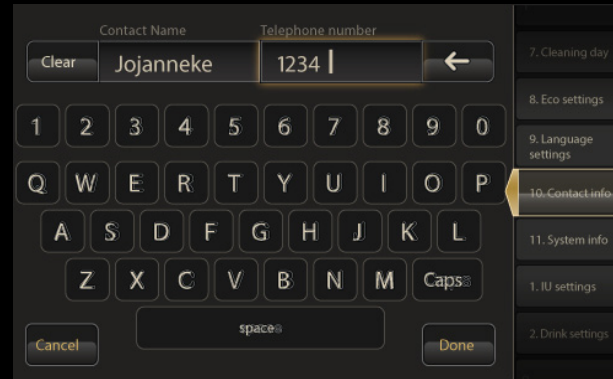 Contact Name Telephone number
Clear Jojanneke 1234
1 2 3 4 5 6 7 8 9 0
Q W E R T Y U I O P
A S D F G H J K L
Z X C V B N M Caps
space
Cancel Done
7. Cleaning day
8. Eco settings
9. Language
settings
10. Contact info
11. System info
1. IU settings
2. Drink settings